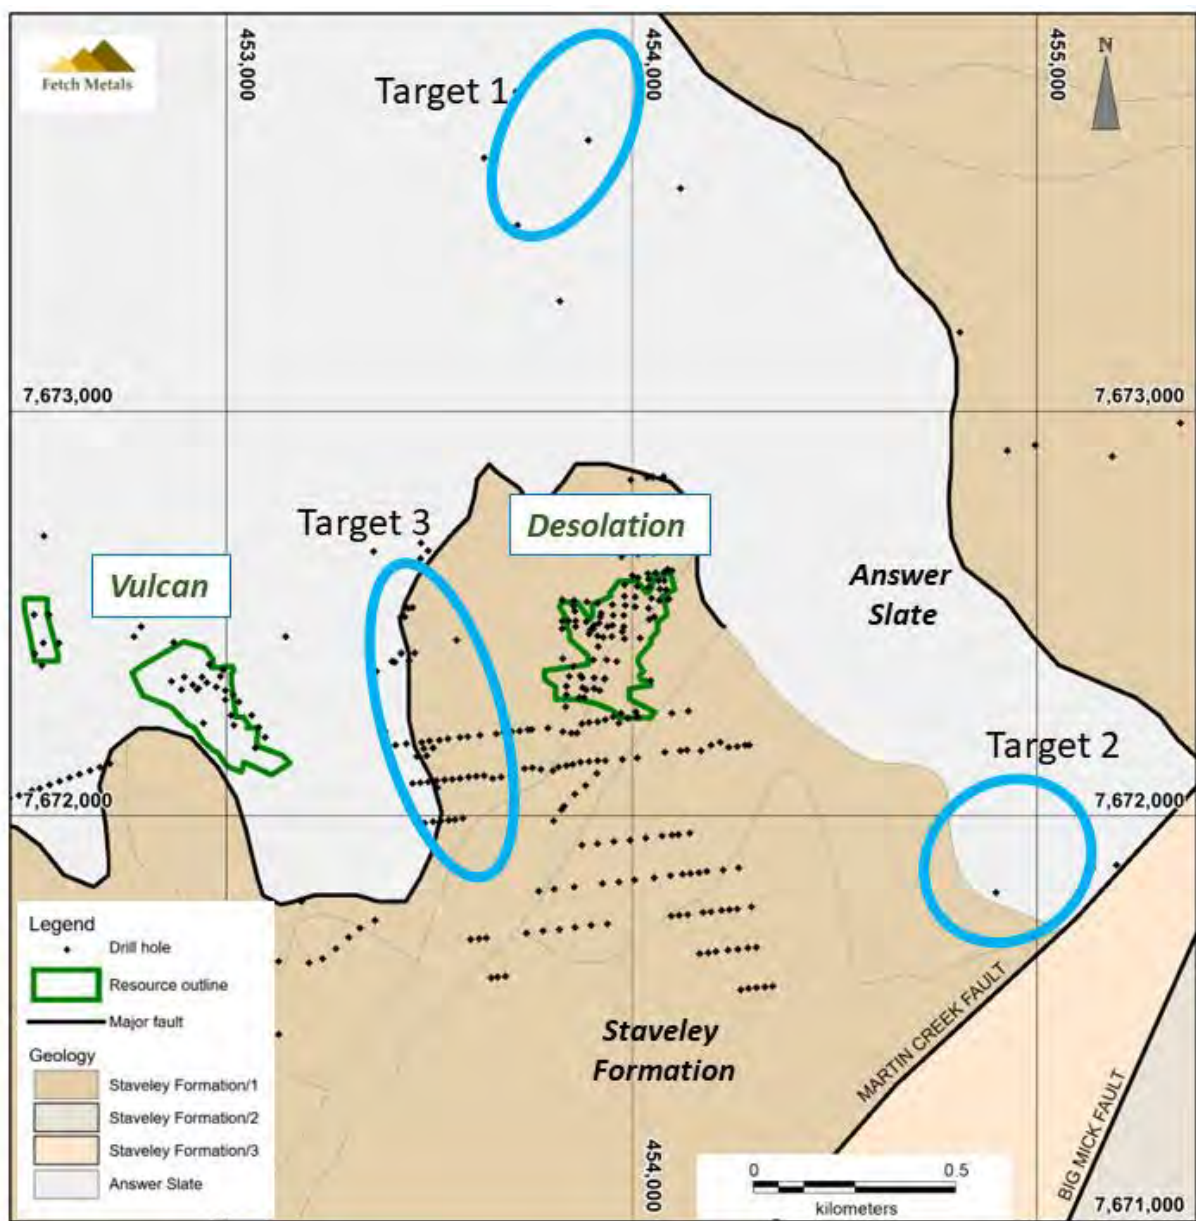 Fetch Metals
453,000
454,000
455,000
N
Target 1
7,673,000
7,673,000
Target 3
Desolation
Vulcan
Answer
Slate
Target 2
7,672,000
7,672,000
Legend
Drill hole
Resource outline
Major fault
Geology
Staveley Formation/1
Staveley Formation/2
Staveley Formation/3
Answer Slate
Staveley
Formation
MARTIN CREEK FAULT
BIG MICK FAULT
454,000
0 0.5
kilometers
7,671,000